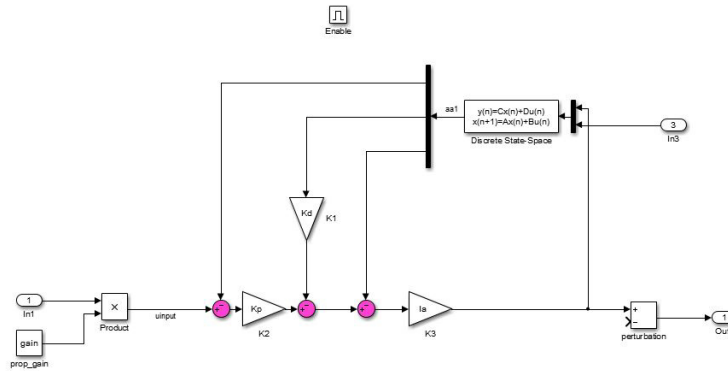 Enable
aa1
y(n)=Cx(n)+Du(n)
x(n+1)=Ax(n)+Bu(n)
Discrete State-Space
3
In3
Kd
K1
1
In1
×
Product
uinput
Kp
K2
Ia
K3
+
−
perturbation
1
Out
gain
prop_gain